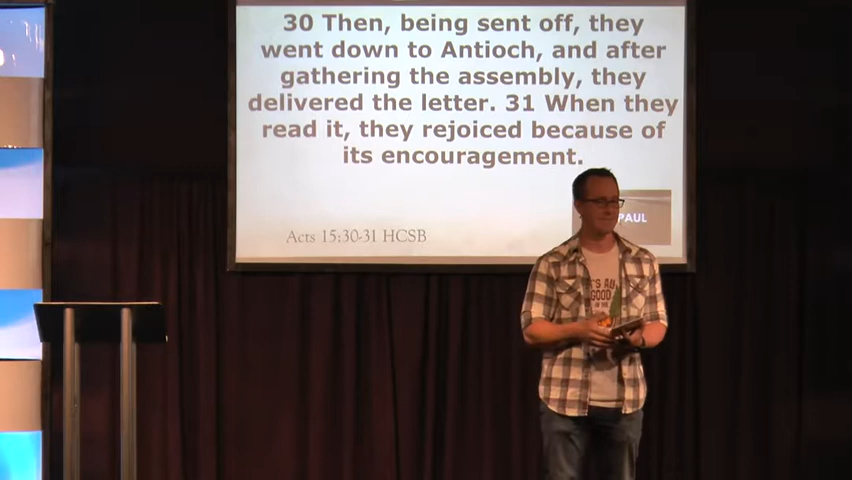 30 Then, being sent off, they
went down to Antioch, and after
gathering the assembly, they
delivered the letter. 31 When they
read it, they rejoiced because of
its encouragement.
PAUL
Acts 15:30-31 HCSB
GOOD